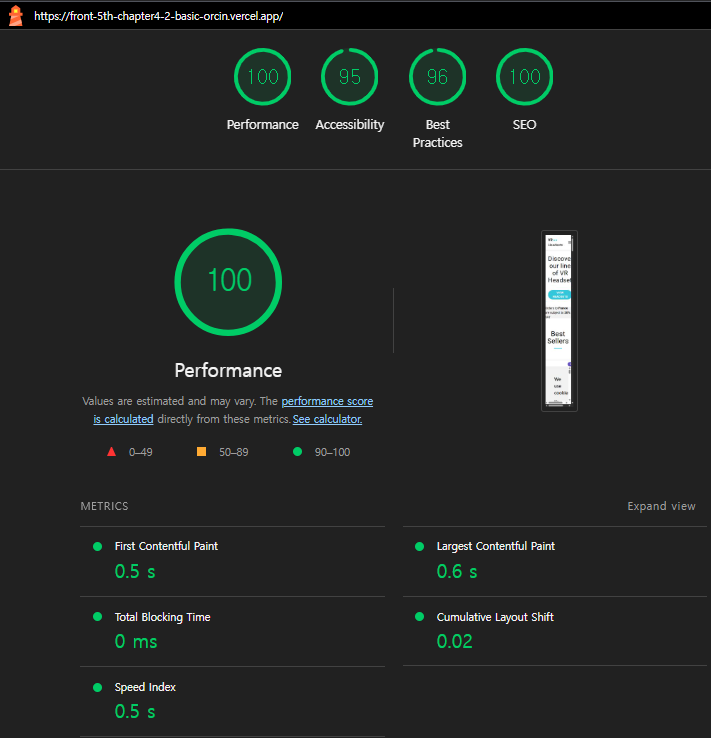 https://front-5th-chapter4-2-basic-orcin.vercel.app/
100
95
96
100
Performance
Accessibility
Best
Practices
SEO
100
Performance
Values are estimated and may vary. The performance score
is calculated directly from these metrics. See calculator.
0–49
50–89
90–100
Discove
our line
of VR
Headset
Best
Sellers
We
use
cookie
METRICS
Expand view
First Contentful Paint
0.5 s
Largest Contentful Paint
0.6 s
Total Blocking Time
0 ms
Cumulative Layout Shift
0.02
Speed Index
0.5 s